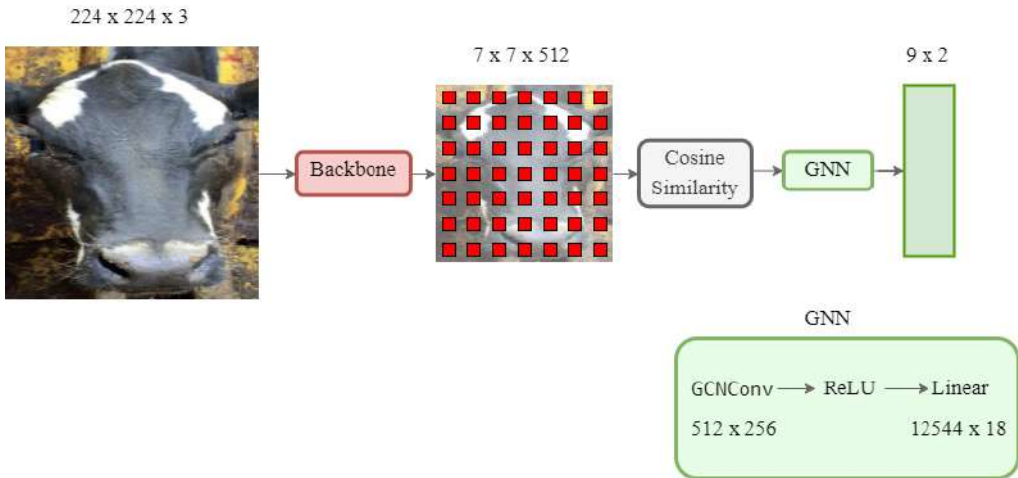 224 x 224 x 3
7 x 7 x 512
9 x 2
Backbone
Cosine
Similarity
GNN
GNN
GCNConv
ReLU
Linear
512 x 256
12544 x 18